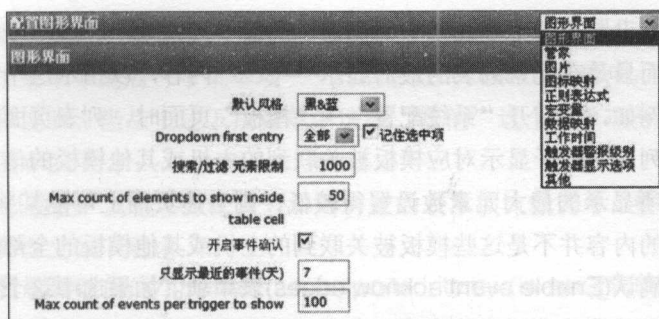 配置图形界面
图形界面
图形界面
图形界面
管家
图片
图标映射
正则表达式
宏变量
值映射
工作时间
触发器警报级别
触发器显示选项
其他
默认风格 黑&蓝
Dropdown first entry 全部 记住选中项
搜索/过滤 元素限制 1000
Max count of elements to show inside 50
table cell
开启事件确认
只显示最近的事件(天) 7
Max count of events per trigger to show 100